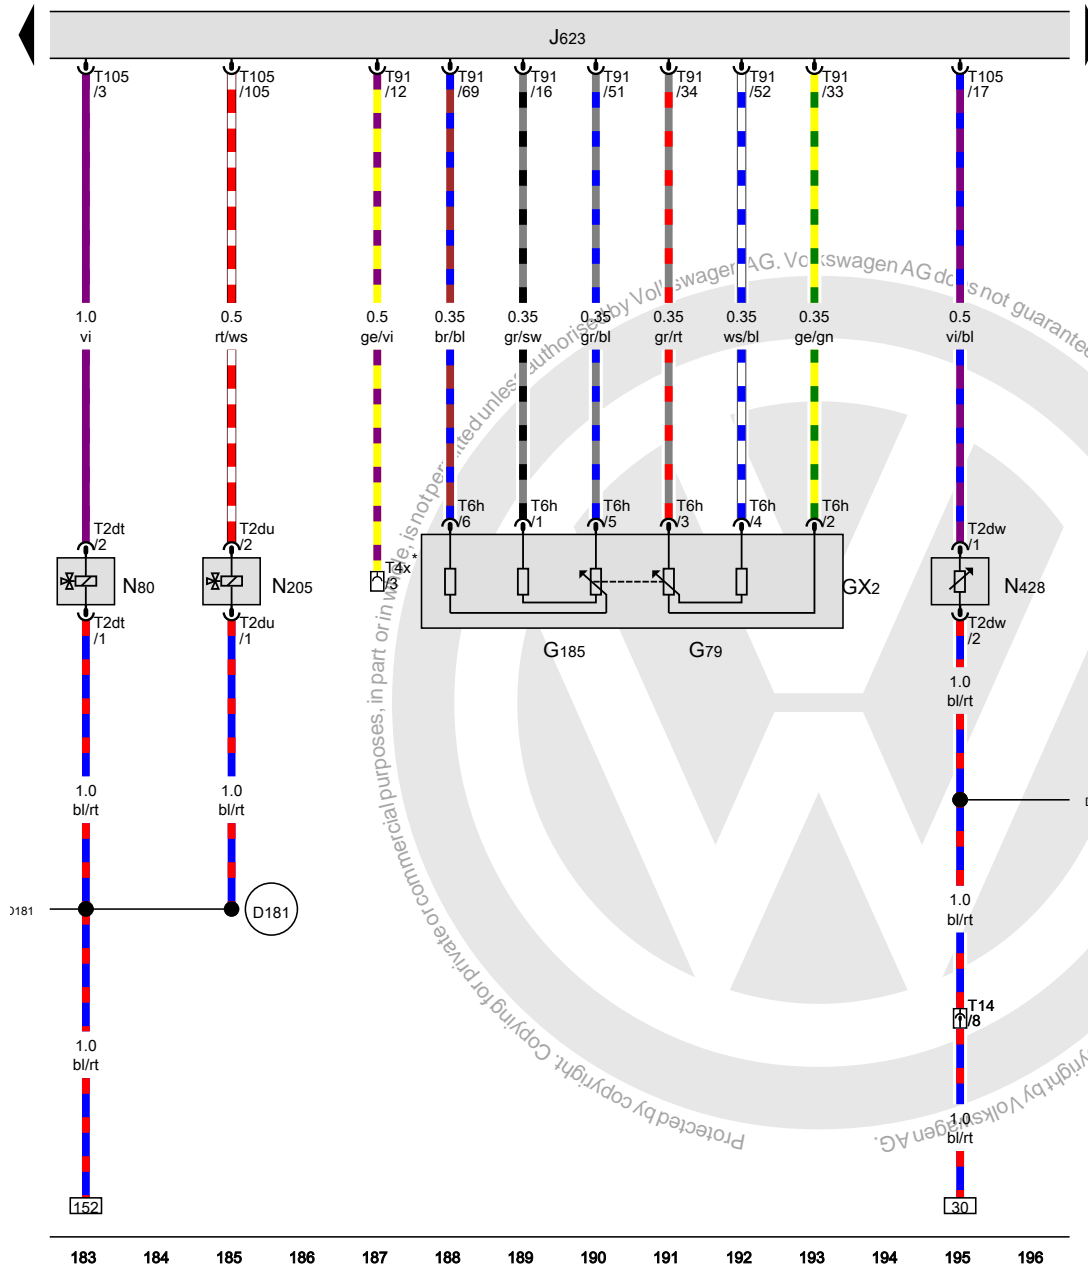 J623
T105 T105 T91 T91 T91 T91 T91 T91 T91 T105
/3 /105 /12 /69 /16 /51 /34 /52 /33 /17
1.0 0.5 0.5 0.35 0.35 0.35 0.35 0.35 0.35 0.5
vi rt/ws ge/vi br/bl gr/sw gr/bl gr/rt ws/bl ge/gn vi/bl
T6h T6h T6h T6h T6h T6h
/6 /1 /5 /3 /4 /2
T2dt T2du T2dw
/2 /2 /1
*
T4x
/3
N80 N205 GX2 N428
T2dt T2du T2dw
/1 /1 /2
G185 G79
1.0
bl/rt
1.0 1.0
bl/rt bl/rt
1.0
bl/rt
D181 D181
T14
/8
1.0
bl/rt
1.0
bl/rt
152 30
183 184 185 186 187 188 189 190 191 192 193 194 195 196
Protected by copyright. Copying for private or commercial purposes, in part or in whole, is not permitted unless authorised by Volkswagen AG. Volkswagen AG does not guarantee
yright by Volkswagen AG.